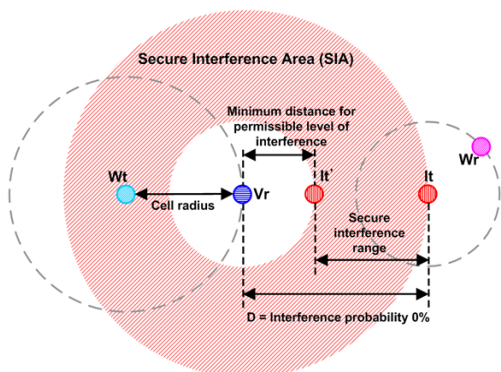 Secure Interference Area (SIA)
Minimum distance for
permissible level of
interference
Wr
Wt
Vr
It'
It
Cell radius
Secure
interference
range
D = Interference probability 0%